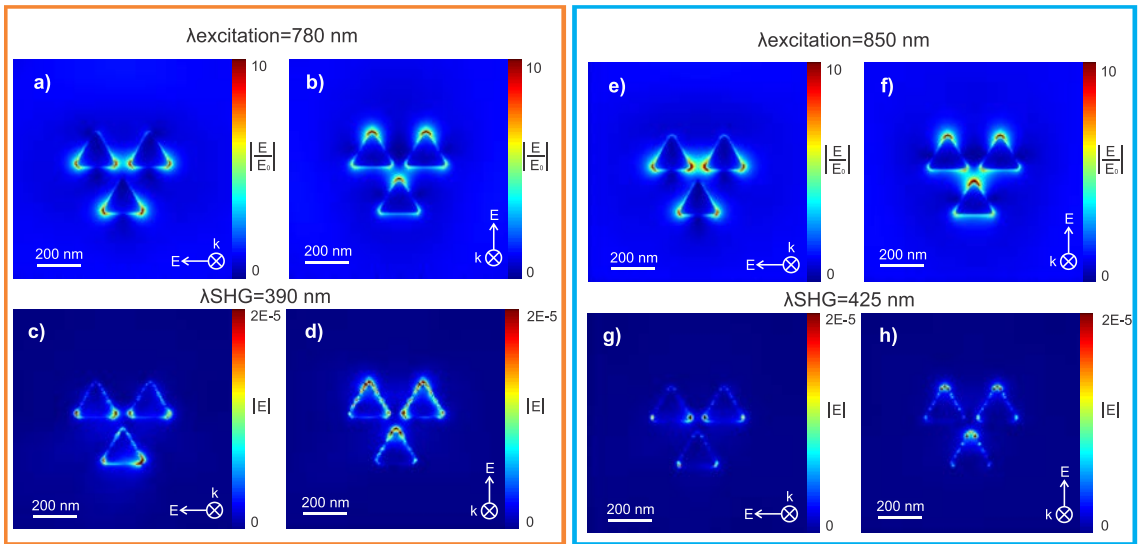 λexcitation=780 nm
a)
10
|E/E₀|
0
200 nm
k
E
b)
10
|E/E₀|
0
200 nm
E
k
λSHG=390 nm
c)
2E-5
|E|
0
200 nm
k
E
d)
2E-5
|E|
0
200 nm
E
k
λexcitation=850 nm
e)
10
|E/E₀|
0
200 nm
k
E
f)
10
|E/E₀|
0
200 nm
E
k
λSHG=425 nm
g)
2E-5
|E|
0
200 nm
k
E
h)
2E-5
|E|
0
200 nm
E
k